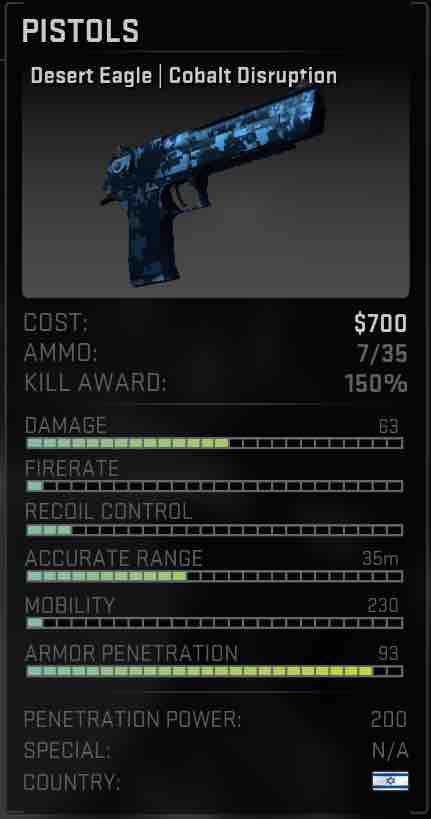 PISTOLS
Desert Eagle | Cobalt Disruption
COST: $700
AMMO: 7/35
KILL AWARD: 150%
DAMAGE 63
FIRERATE
RECOIL CONTROL
ACCURATE RANGE 35m
MOBILITY 230
ARMOR PENETRATION 93
PENETRATION POWER: 200
SPECIAL: N/A
COUNTRY: